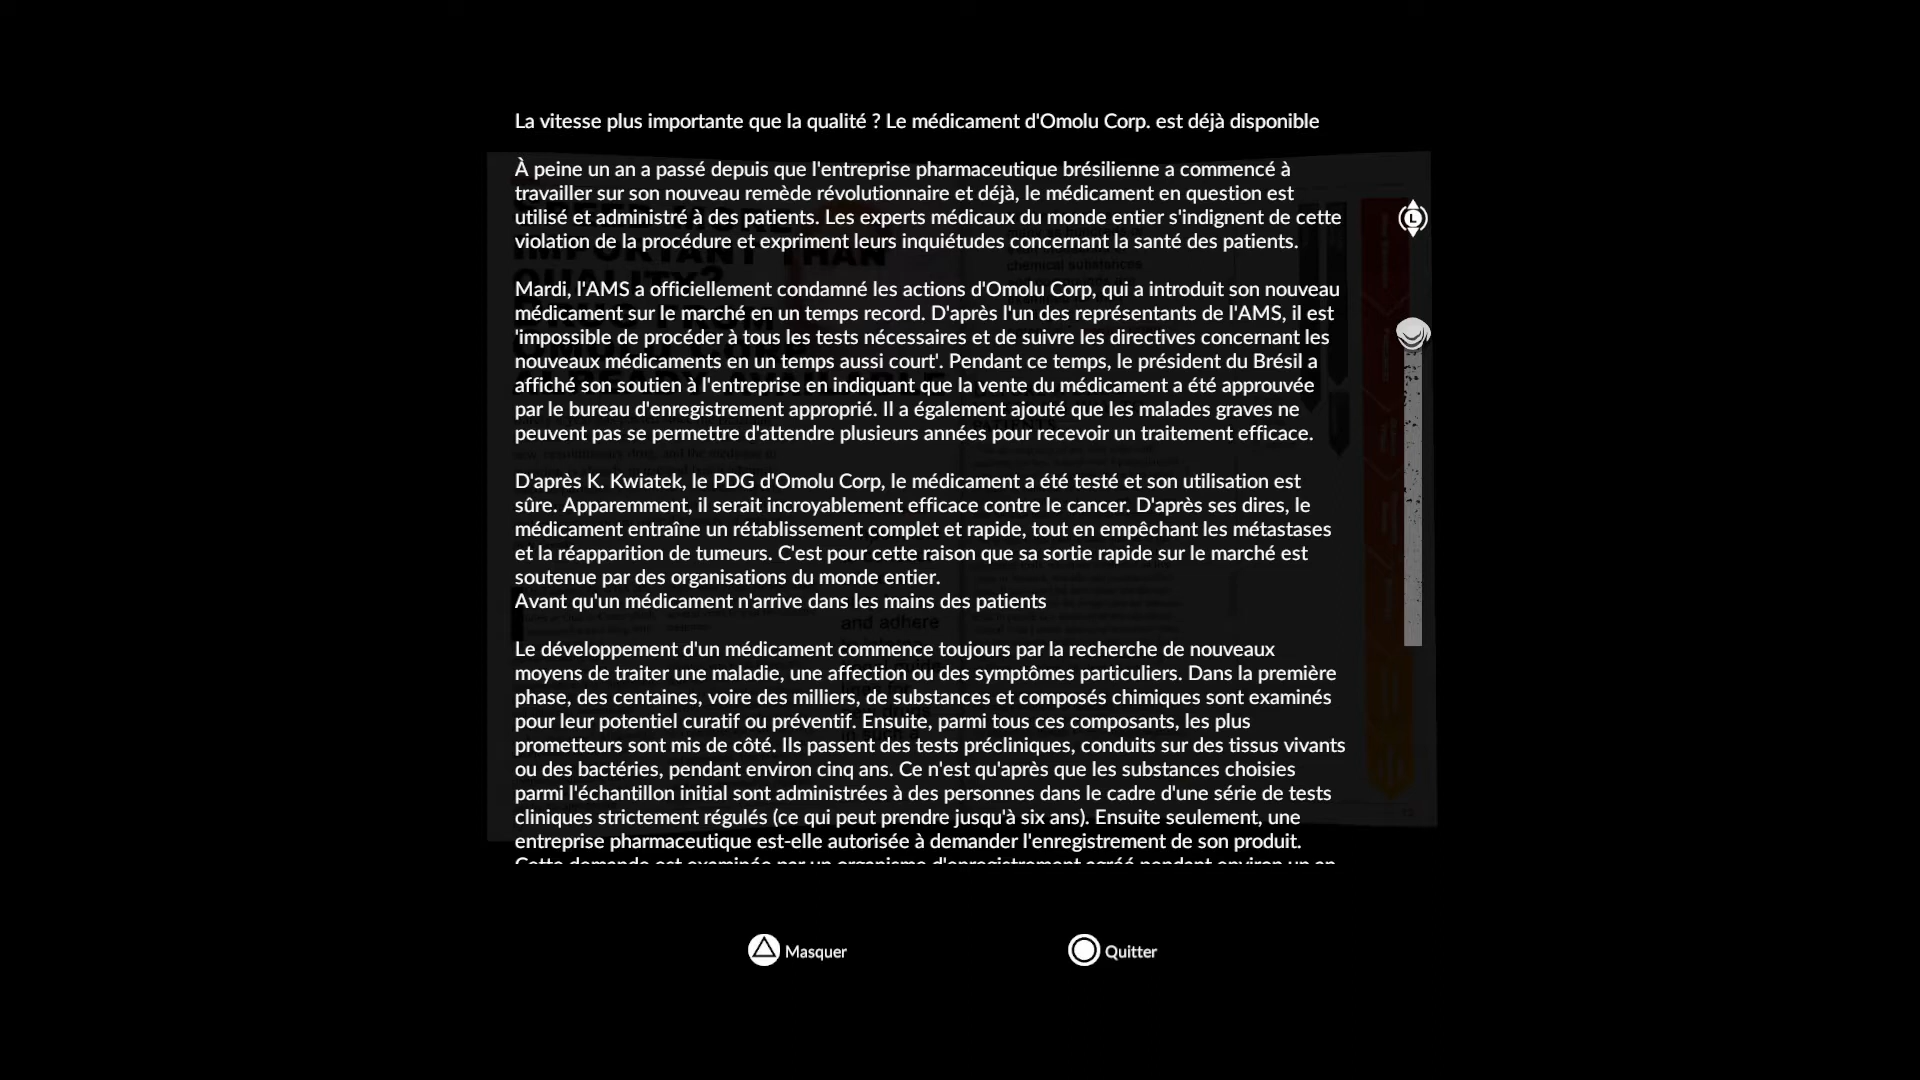 La vitesse plus importante que la qualité ? Le médicament d'Omolu Corp. est déjà disponible
À peine un an a passé depuis que l'entreprise pharmaceutique brésilienne a commencé à
travailler sur son nouveau remède révolutionnaire et déjà, le médicament en question est
utilisé et administré à des patients. Les experts médicaux du monde entier s'indignent de cette
violation de la procédure et expriment leurs inquiétudes concernant la santé des patients.
Mardi, l'AMS a officiellement condamné les actions d'Omolu Corp, qui a introduit son nouveau
médicament sur le marché en un temps record. D'après l'un des représentants de l'AMS, il est
'impossible de procéder à tous les tests nécessaires et de suivre les directives concernant les
nouveaux médicaments en un temps aussi court'. Pendant ce temps, le président du Brésil a
affiché son soutien à l'entreprise en indiquant que la vente du médicament a été approuvée
par le bureau d'enregistrement approprié. Il a également ajouté que les malades graves ne
peuvent pas se permettre d'attendre plusieurs années pour recevoir un traitement efficace.
D'après K. Kwiatek, le PDG d'Omolu Corp, le médicament a été testé et son utilisation est
sûre. Apparemment, il serait incroyablement efficace contre le cancer. D'après ses dires, le
médicament entraîne un rétablissement complet et rapide, tout en empêchant les métastases
et la réapparition de tumeurs. C'est pour cette raison que sa sortie rapide sur le marché est
soutenue par des organisations du monde entier.
Avant qu'un médicament n'arrive dans les mains des patients
Le développement d'un médicament commence toujours par la recherche de nouveaux
moyens de traiter une maladie, une affection ou des symptômes particuliers. Dans la première
phase, des centaines, voire des milliers, de substances et composés chimiques sont examinés
pour leur potentiel curatif ou préventif. Ensuite, parmi tous ces composants, les plus
prometteurs sont mis de côté. Ils passent des tests précliniques, conduits sur des tissus vivants
ou des bactéries, pendant environ cinq ans. Ce n'est qu'après que les substances choisies
parmi l'échantillon initial sont administrées à des personnes dans le cadre d'une série de tests
cliniques strictement régulés (ce qui peut prendre jusqu'à six ans). Ensuite seulement, une
entreprise pharmaceutique est-elle autorisée à demander l'enregistrement de son produit.
Cette demande est examinée par un organisme d'enregistrement agréé pendant environ un an
L
Masquer
Quitter